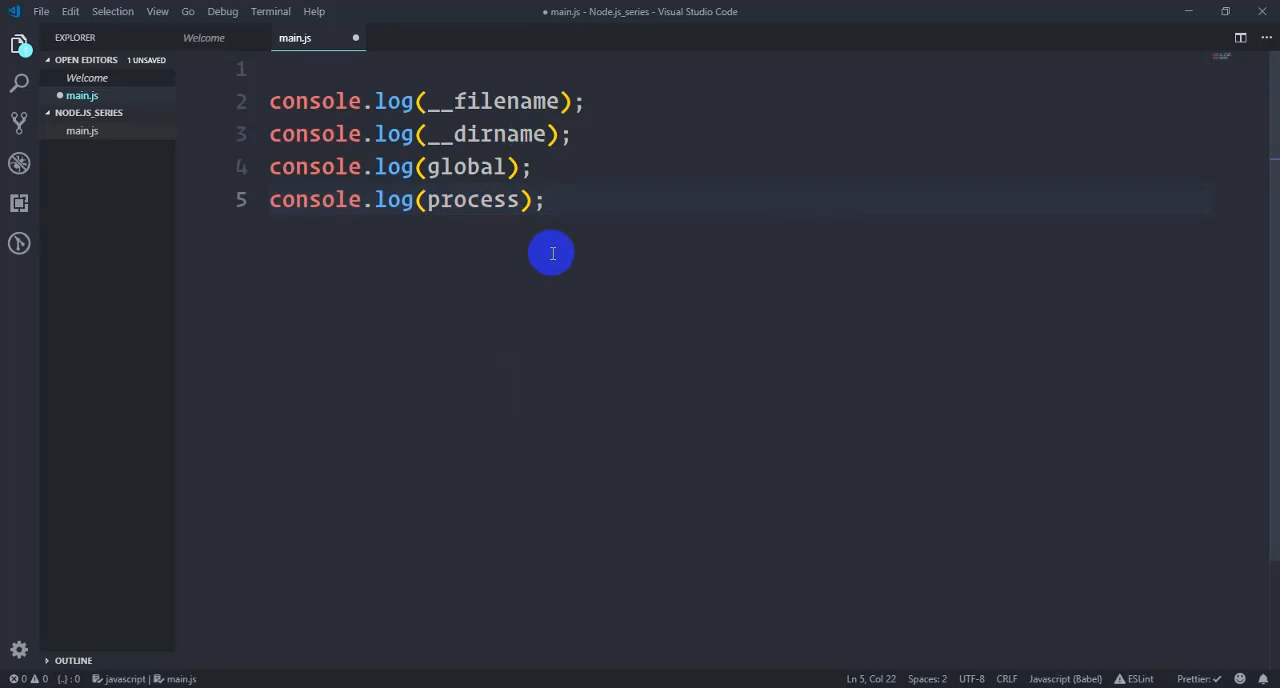 File Edit Selection View Go Debug Terminal Help
● main.js - Node.js_series - Visual Studio Code
EXPLORER
Welcome
main.js
OPEN EDITORS 1 UNSAVED
Welcome
main.js
NODE.JS_SERIES
main.js
1
2 console.log(__filename);
3 console.log(__dirname);
4 console.log(global);
5 console.log(process);
OUTLINE
0 0 {..} : 0 javascript | main.js
Ln 5, Col 22 Spaces: 2 UTF-8 CRLF Javascript (Babel) ESLint Prettier: ✓